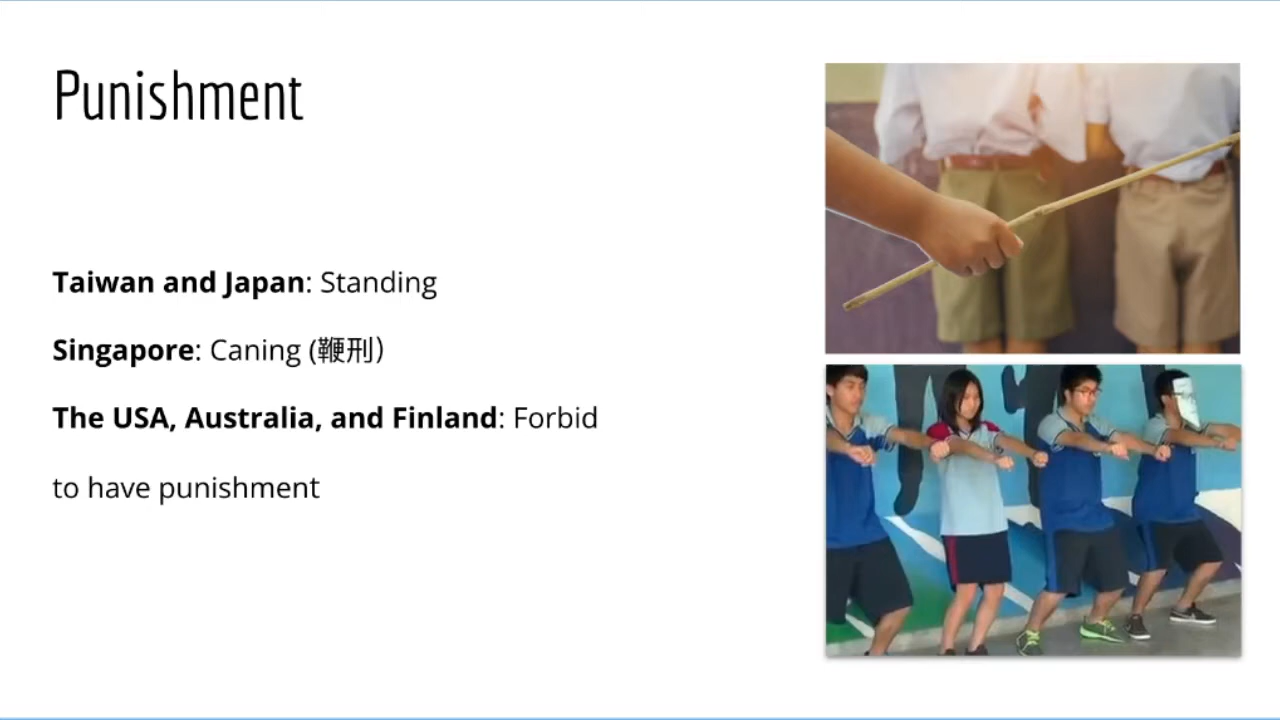 Punishment
Taiwan and Japan: Standing
Singapore: Caning (鞭刑)
The USA, Australia, and Finland: Forbid
to have punishment